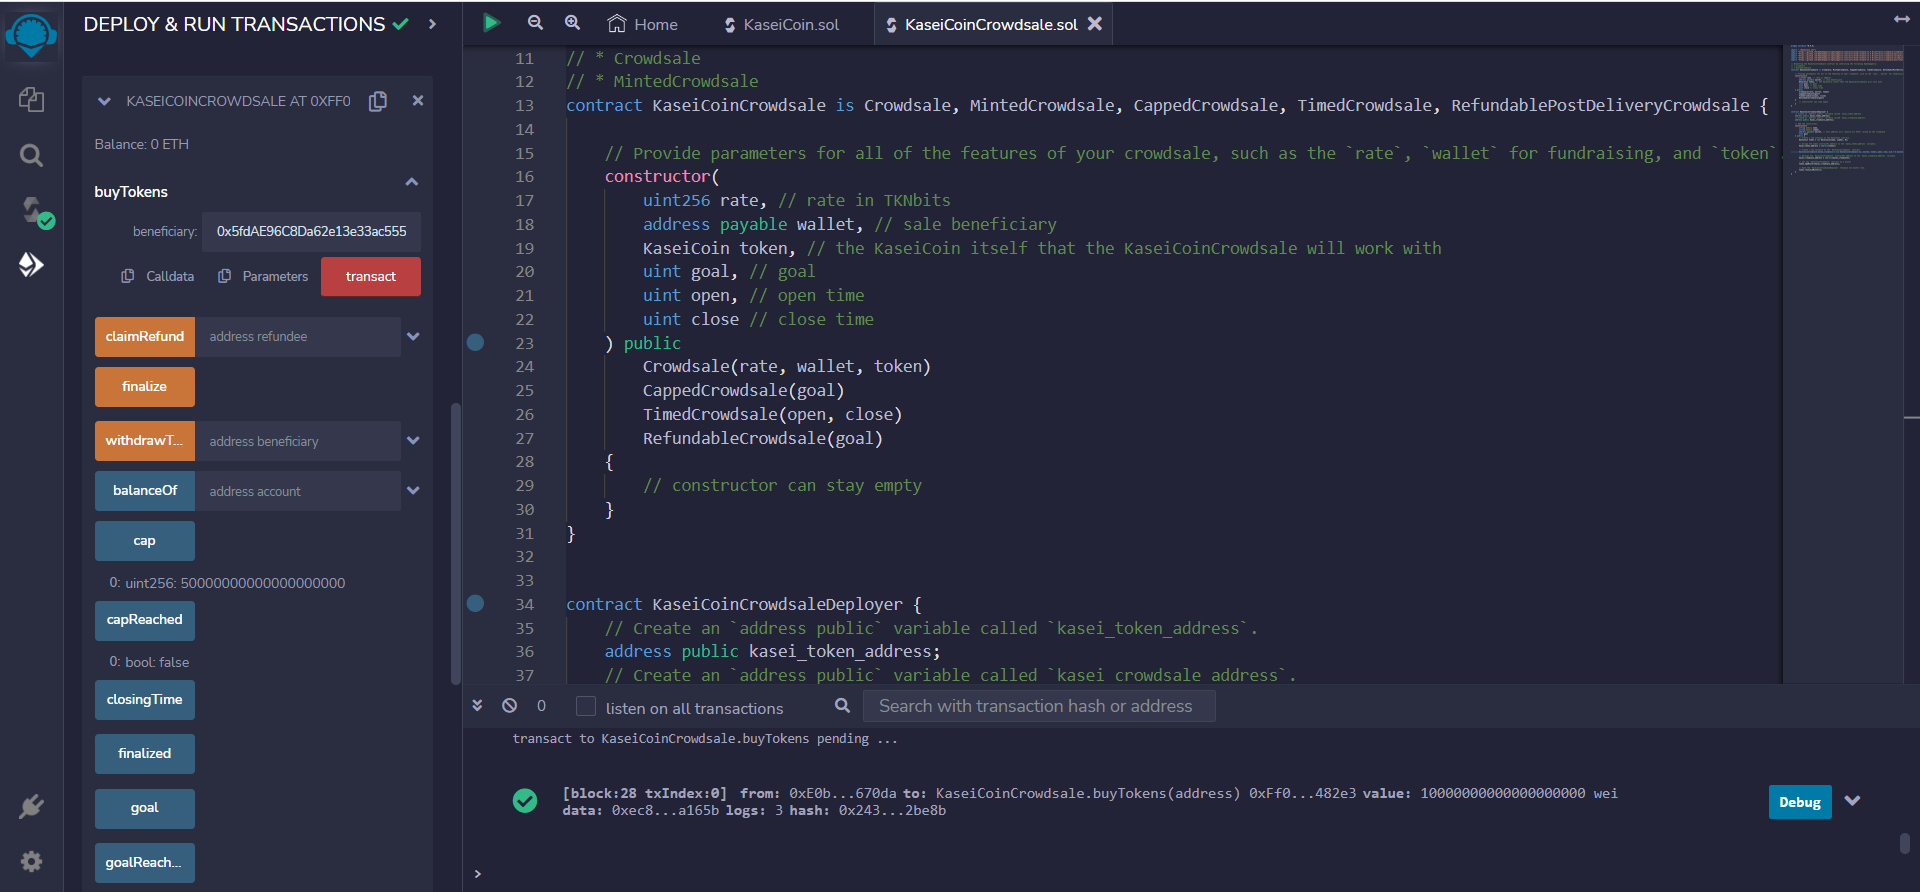 DEPLOY & RUN TRANSACTIONS
KASEICOINCROWDSALE AT 0XFF0
Balance: 0 ETH
buyTokens
beneficiary: 0x5fdAE96C8Da62e13e33ac555
Calldata Parameters transact
claimRefund address refundee
finalize
withdrawT... address beneficiary
balanceOf address account
cap
0: uint256: 50000000000000000000
capReached
0: bool: false
closingTime
finalized
goal
goalReach...
Home KaseiCoin.sol KaseiCoinCrowdsale.sol
11 // * Crowdsale
12 // * MintedCrowdsale
13 contract KaseiCoinCrowdsale is Crowdsale, MintedCrowdsale, CappedCrowdsale, TimedCrowdsale, RefundablePostDeliveryCrowdsale {
14
15 // Provide parameters for all of the features of your crowdsale, such as the `rate`, `wallet` for fundraising, and `token`
16 constructor(
17 uint256 rate, // rate in TKNbits
18 address payable wallet, // sale beneficiary
19 KaseiCoin token, // the KaseiCoin itself that the KaseiCoinCrowdsale will work with
20 uint goal, // goal
21 uint open, // open time
22 uint close // close time
23 ) public
24 Crowdsale(rate, wallet, token)
25 CappedCrowdsale(goal)
26 TimedCrowdsale(open, close)
27 RefundableCrowdsale(goal)
28 {
29 // constructor can stay empty
30 }
31 }
32
33
34 contract KaseiCoinCrowdsaleDeployer {
35 // Create an `address public` variable called `kasei_token_address`.
36 address public kasei_token_address;
37 // Create an `address public` variable called `kasei_crowdsale_address`.
0 listen on all transactions Search with transaction hash or address
transact to KaseiCoinCrowdsale.buyTokens pending ...
[block:28 txIndex:0] from: 0xE0b...670da to: KaseiCoinCrowdsale.buyTokens(address) 0xFf0...482e3 value: 10000000000000000000 wei
data: 0xec8...a165b logs: 3 hash: 0x243...2be8b
Debug
>